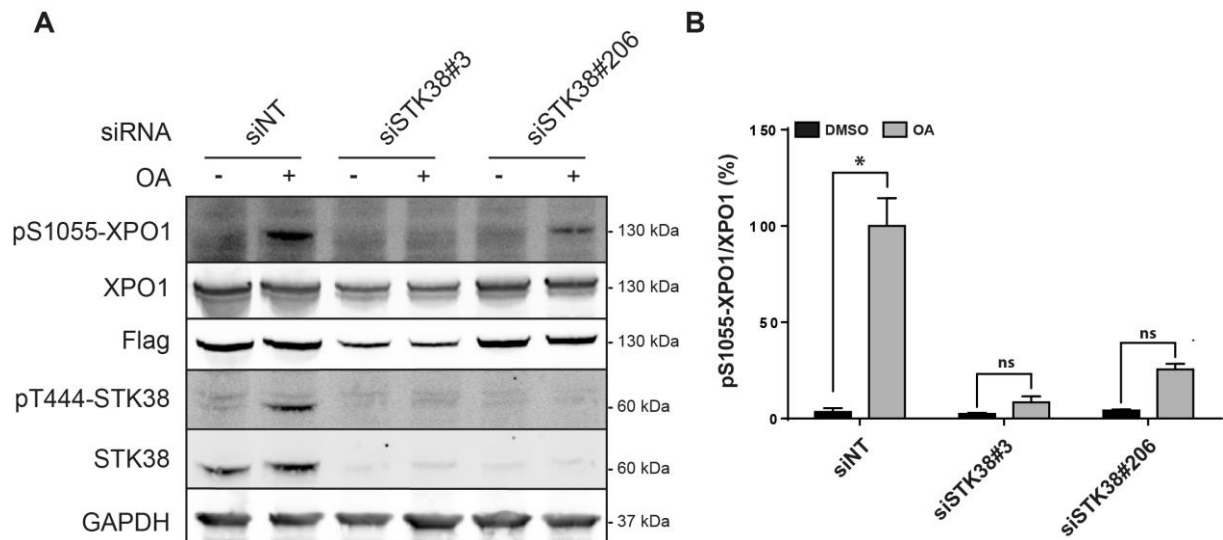 A
siRNA
siNT
siSTK38#3
siSTK38#206
OA
- + - + - +
pS1055-XPO1
- 130 kDa
XPO1
- 130 kDa
Flag
- 130 kDa
pT444-STK38
- 60 kDa
STK38
- 60 kDa
GAPDH
- 37 kDa
B
DMSO OA
pS1055-XPO1/XPO1 (%)
150
100
50
0
*
ns
ns
siNT
siSTK38#3
siSTK38#206